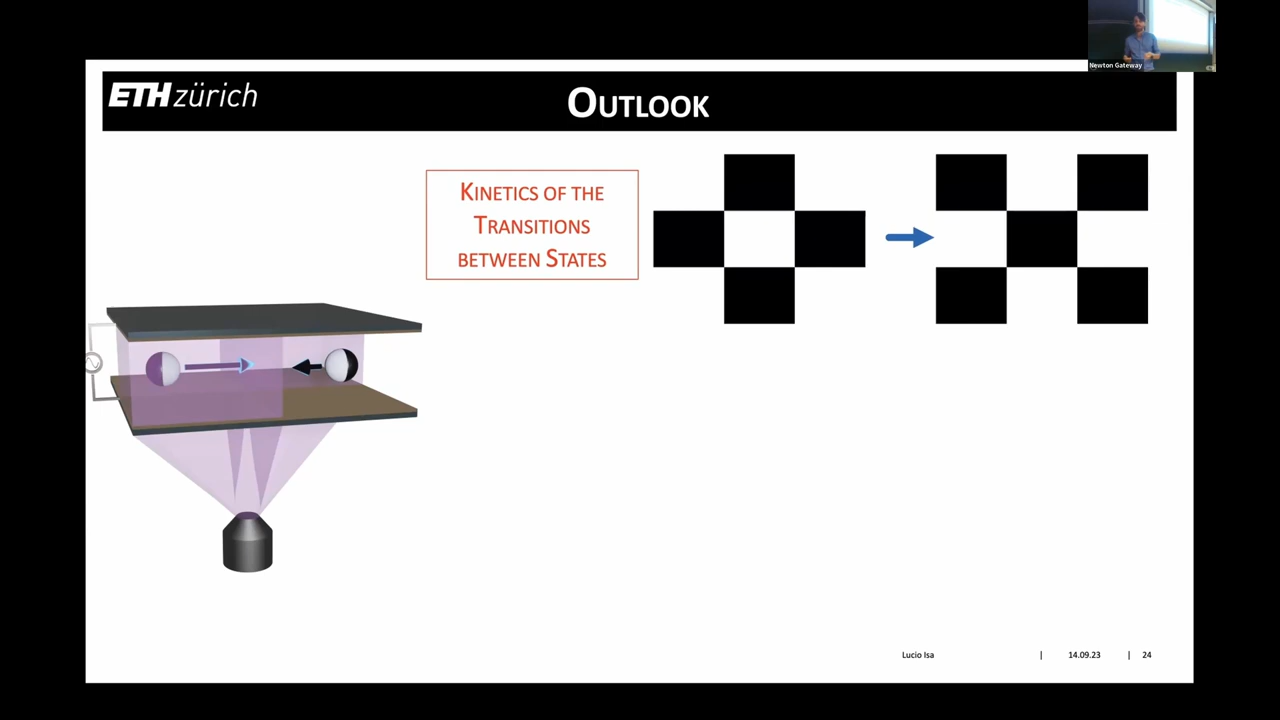 Newton Gateway
ETH zürich
OUTLOOK
KINETICS OF THE
TRANSITIONS
BETWEEN STATES
Lucio Isa | 14.09.23 | 24